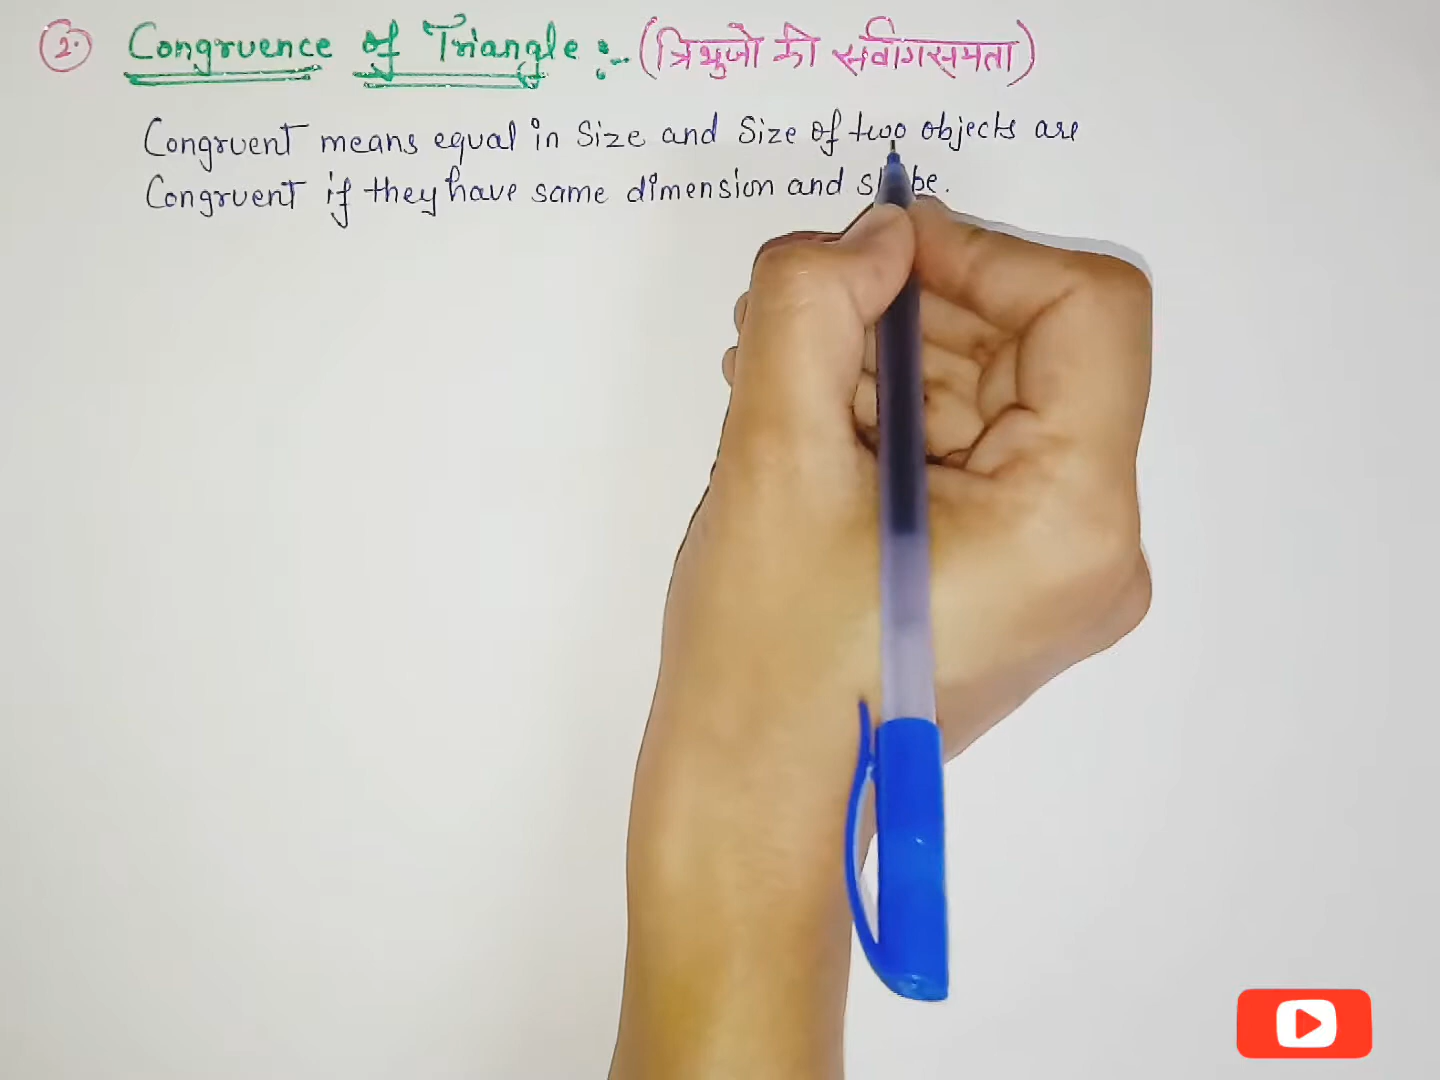 2. Congruence of Triangle :- (त्रिभुजो की सर्वांगसमता)
Congruent means equal in Size and Size of two objects are
Congruent if they have same dimension and